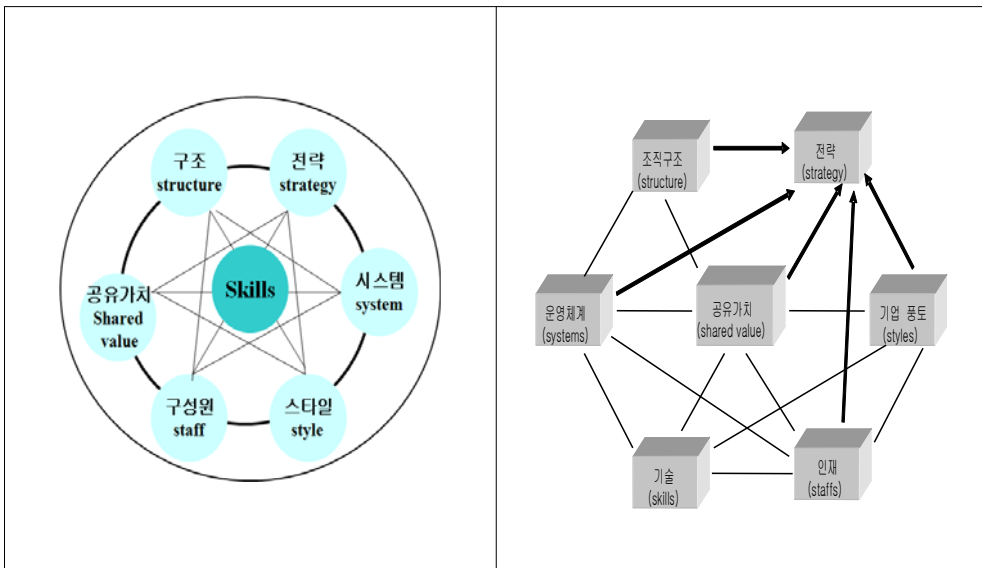 구조
structure
전략
strategy
공유가치
Shared
value
Skills
시스템
system
구성원
staff
스타일
style
조직구조
(structure)
전략
(strategy)
운영체계
(systems)
공유가치
(shared value)
기업 풍토
(styles)
기술
(skills)
인재
(staffs)